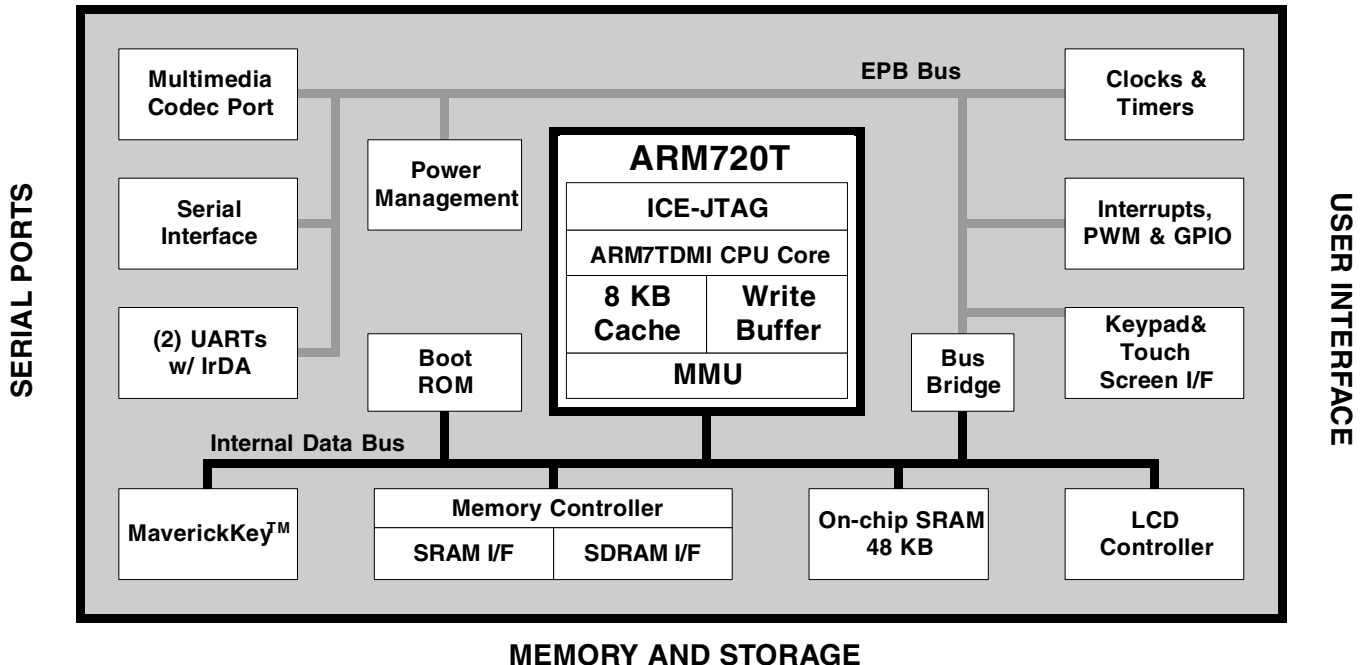 EPB Bus
Multimedia
Codec Port
Clocks &
Timers
Power
Management
ARM720T
ICE-JTAG
ARM7TDMI CPU Core
8 KB
Cache
Write
Buffer
MMU
Serial
Interface
Interrupts,
PWM & GPIO
(2) UARTs
w/ IrDA
Boot
ROM
Bus
Bridge
Keypad&
Touch
Screen I/F
SERIAL PORTS
USER INTERFACE
Internal Data Bus
MaverickKey™
Memory Controller
SRAM I/F
SDRAM I/F
On-chip SRAM
48 KB
LCD
Controller
MEMORY AND STORAGE